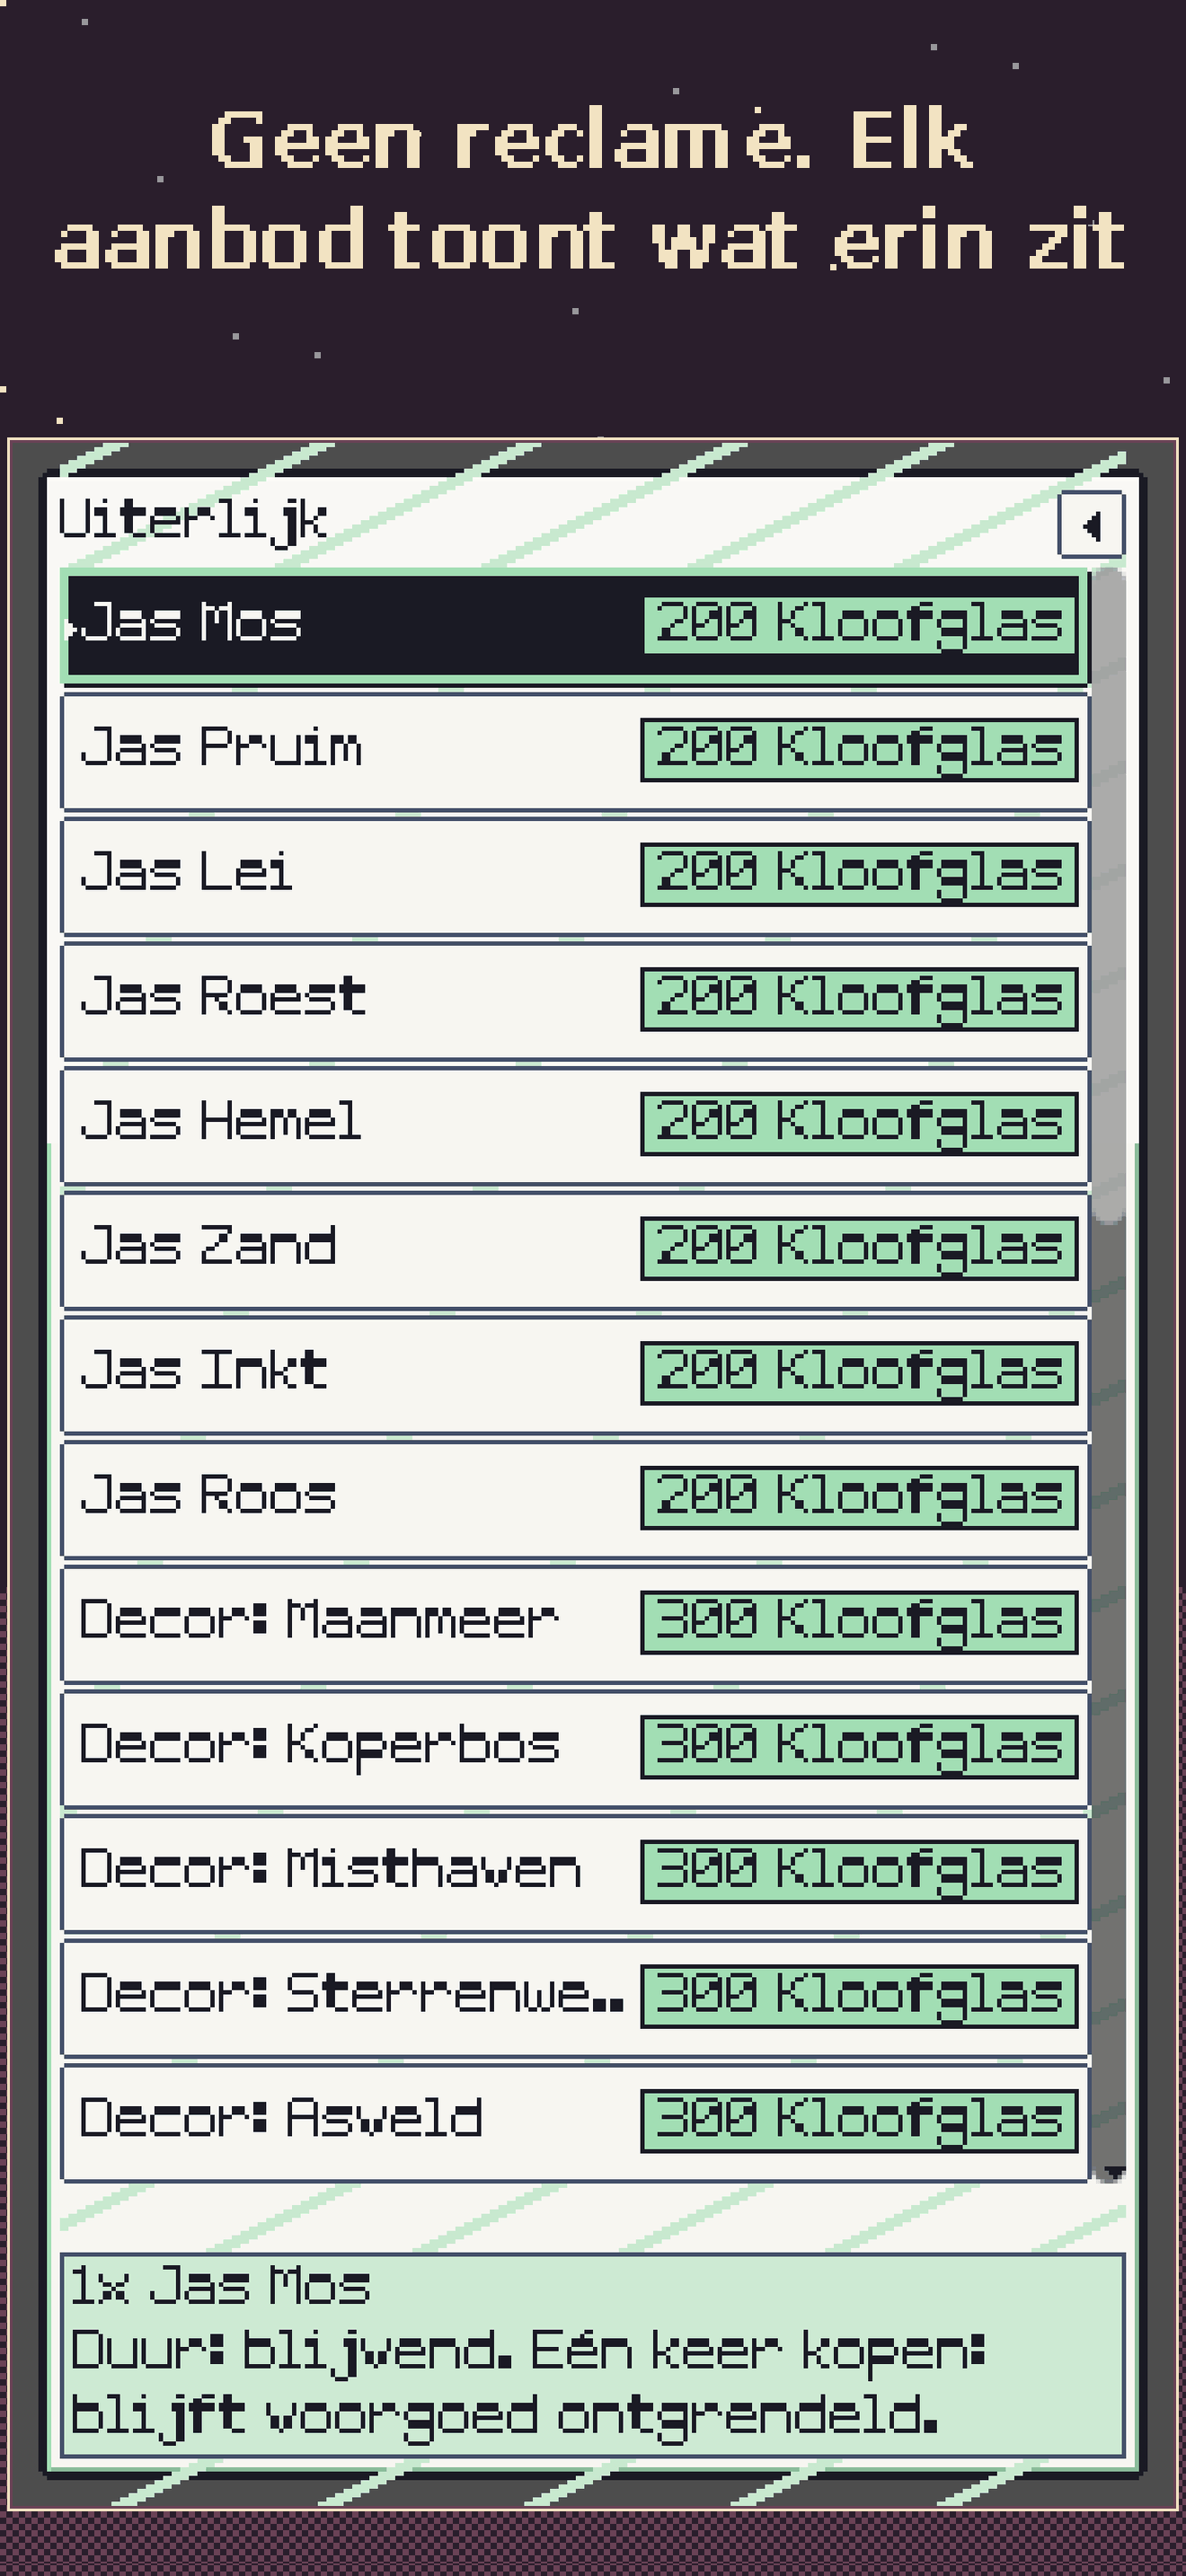 Geen reclame. Elk
aanbod toont wat erin zit
Uiterlijk
Jas Mos 200 Kloofglas
Jas Pruim 200 Kloofglas
Jas Lei 200 Kloofglas
Jas Roest 200 Kloofglas
Jas Hemel 200 Kloofglas
Jas Zand 200 Kloofglas
Jas Inkt 200 Kloofglas
Jas Roos 200 Kloofglas
Decor: Maanmeer 300 Kloofglas
Decor: Koperbos 300 Kloofglas
Decor: Misthaven 300 Kloofglas
Decor: Sterrenwe.. 300 Kloofglas
Decor: Asveld 300 Kloofglas
1x Jas Mos
Duur: blijvend. Eén keer kopen:
blijft voorgoed ontgrendeld.